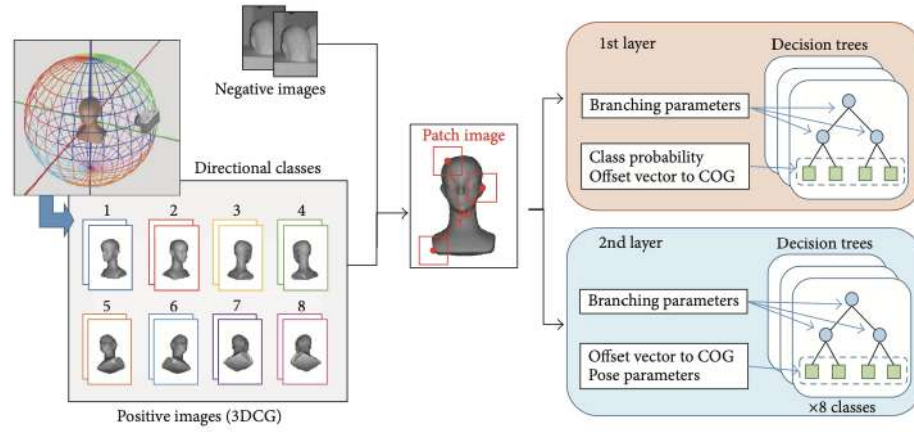 Negative images
Directional classes
1
2
3
4
5
6
7
8
Positive images (3DCG)
Patch image
1st layer
Decision trees
Branching parameters
Class probability
Offset vector to COG
2nd layer
Decision trees
Branching parameters
Offset vector to COG
Pose parameters
×8 classes